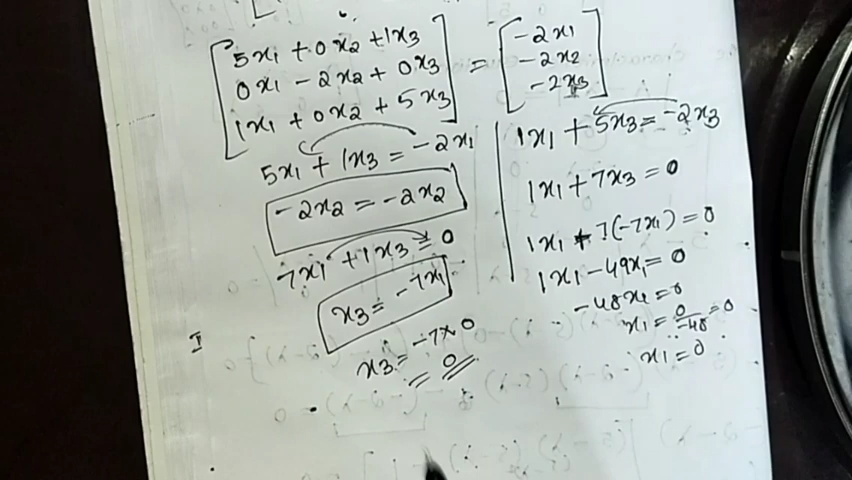 5x1 + 0x2 + 1x3
0x1 - 2x2 + 0x3
1x1 + 0x2 + 5x3
=
-2x1
-2x2
-2x3
5x1 + 1x3 = -2x1
-2x2 = -2x2
7x1 + 1x3 = 0
x3 = -7x1
x3 = -7x0
= 0
1x1 + 5x3 = -2x3
1x1 + 7x3 = 0
1x1 + 7(-7x1) = 0
1x1 - 49x1 = 0
-48x1 = 0
x1 = 0/-48 = 0
x1 = 0
I